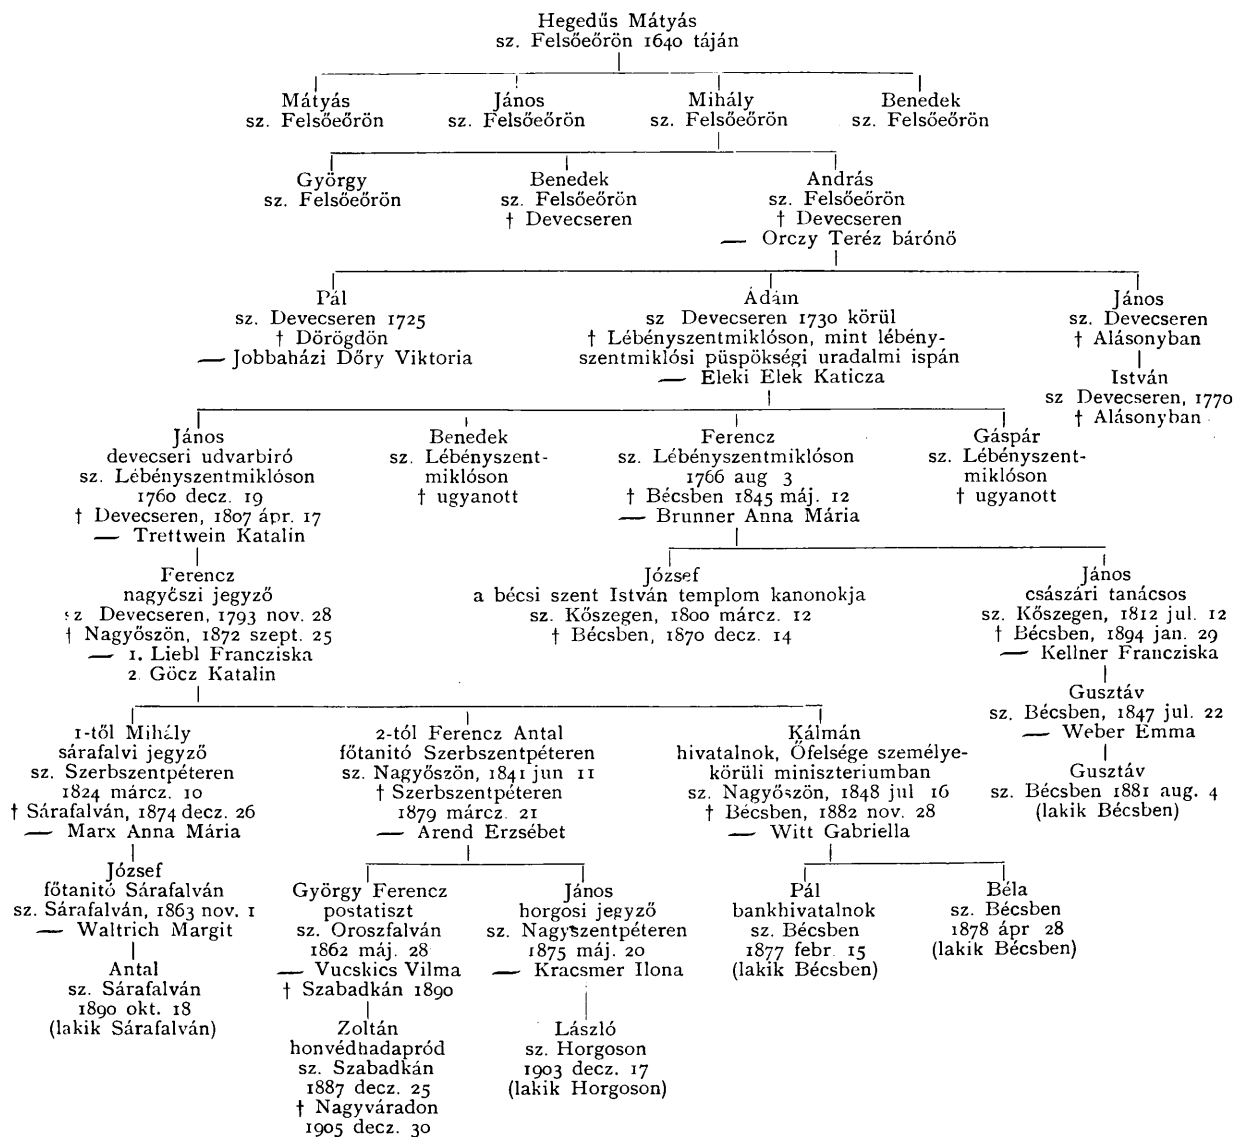 Hegedűs Mátyás
sz. Felsőeőrön 1640 táján
Mátyás
sz. Felsőeőrön
János
sz. Felsőeőrön
Mihály
sz. Felsőeőrön
Benedek
sz. Felsőeőrön
György
sz. Felsőeőrön
Benedek
sz. Felsőeőrön
† Devecseren
András
sz. Felsőeőrön
† Devecseren
— Orczy Teréz bárónő
Pál
sz. Devecseren 1725
† Dörögdön
— Jobbaházi Dőry Viktoria
Ádám
sz Devecseren 1730 körül
† Lébényszentmiklóson, mint lébény-
szentmiklósi püspökségi uradalmi ispán
— Eleki Elek Katicza
János
sz. Devecseren
† Alásonyban
István
sz Devecseren, 1770
† Alásonyban
János
devecseri udvarbiró
sz. Lébényszentmiklóson
1760 decz. 19
† Devecseren, 1807 ápr. 17
— Trettwein Katalin
Benedek
sz. Lébényszent-
miklóson
† ugyanott
Ferencz
sz. Lébényszentmiklóson
1766 aug 3
† Bécsben 1845 máj. 12
— Brunner Anna Mária
Gáspár
sz. Lébényszent-
miklóson
† ugyanott
Ferencz
nagyőszi jegyző
sz Devecseren, 1793 nov. 28
† Nagyőszön, 1872 szept. 25
— 1. Liebl Francziska
2 Göcz Katalin
József
a bécsi szent István templom kanonokja
sz. Kőszegen, 1800 márcz. 12
† Bécsben, 1870 decz. 14
János
császári tanácsos
sz. Kőszegen, 1812 jul. 12
† Bécsben, 1894 jan. 29
— Kellner Francziska
Gusztáv
sz. Bécsben, 1847 jul. 22
— Weber Emma
Gusztáv
sz. Bécsben 1881 aug. 4
(lakik Bécsben)
1-től Mihály
sárafalvi jegyző
sz. Szerbszentpéteren
1824 márcz. 10
† Sárafalván, 1874 decz. 26
— Marx Anna Mária
2-tól Ferencz Antal
főtanitó Szerbszentpéteren
sz. Nagyőszön, 1841 jun 11
† Szerbszentpéteren
1879 márcz. 21
— Arend Erzsébet
Kálmán
hivatalnok, Őfelsége személye-
körüli miniszteriumban
sz. Nagyőszön, 1848 jul 16
† Bécsben, 1882 nov. 28
— Witt Gabriella
József
főtanitó Sárafalván
sz. Sárafalván, 1863 nov. 1
— Waltrich Margit
Antal
sz. Sárafalván
1890 okt. 18
(lakik Sárafalván)
György Ferencz
postatiszt
sz. Oroszfalván
1862 máj. 28
— Vucskics Vilma
† Szabadkán 1890
Zoltán
honvédhadapród
sz. Szabadkán
1887 decz. 25
† Nagyváradon
1905 decz. 30
János
horgosi jegyző
sz. Nagyszentpéteren
1875 máj. 20
— Kracsmer Ilona
László
sz. Horgoson
1903 decz. 17
(lakik Horgoson)
Pál
bankhivatalnok
sz. Bécsben
1877 febr. 15
(lakik Bécsben)
Béla
sz. Bécsben
1878 ápr 28
(lakik Bécsben)